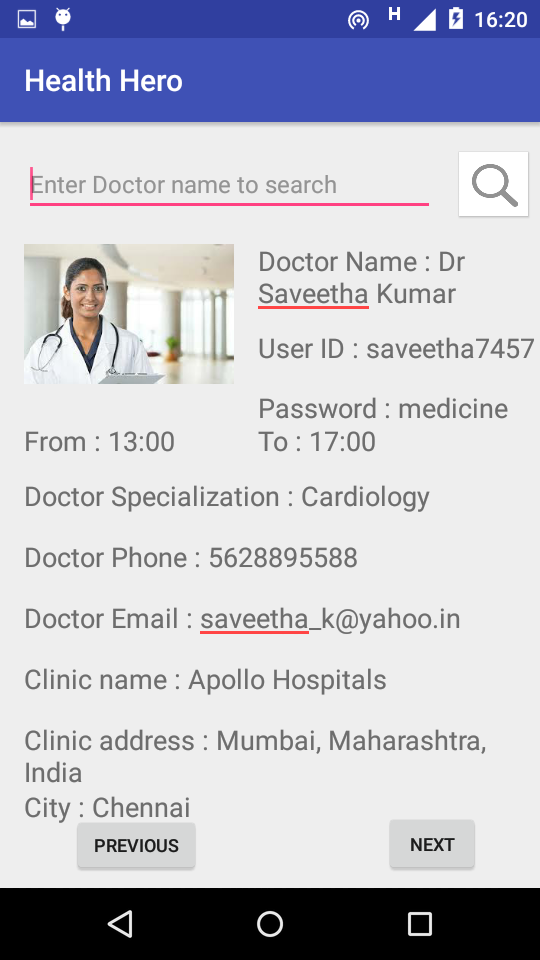 H 16:20
Health Hero
Enter Doctor name to search
Doctor Name : Dr
Saveetha Kumar
User ID : saveetha7457
Password : medicine
From : 13:00
To : 17:00
Doctor Specialization : Cardiology
Doctor Phone : 5628895588
Doctor Email : saveetha_k@yahoo.in
Clinic name : Apollo Hospitals
Clinic address : Mumbai, Maharashtra,
India
City : Chennai
PREVIOUS
NEXT